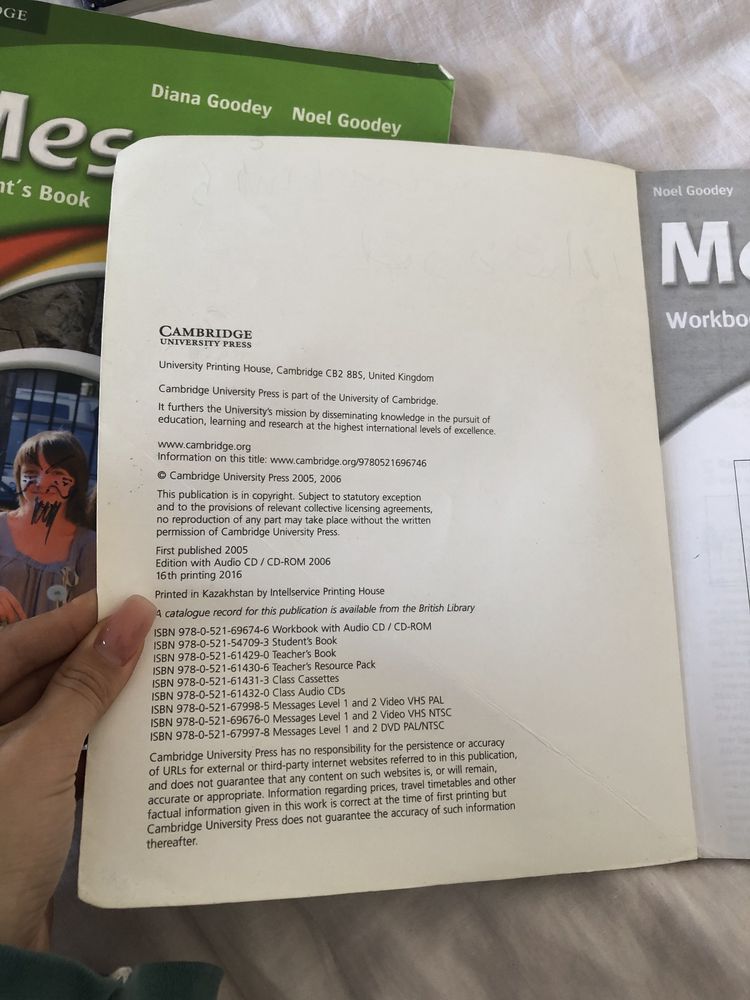 DGE
Diana Goodey Noel Goodey
Mes
nt's Book
CAMBRIDGE
UNIVERSITY PRESS
University Printing House, Cambridge CB2 8BS, United Kingdom
Cambridge University Press is part of the University of Cambridge.
It furthers the University's mission by disseminating knowledge in the pursuit of
education, learning and research at the highest international levels of excellence.
www.cambridge.org
Information on this title: www.cambridge.org/9780521696746
© Cambridge University Press 2005, 2006
This publication is in copyright. Subject to statutory exception
and to the provisions of relevant collective licensing agreements,
no reproduction of any part may take place without the written
permission of Cambridge University Press.
First published 2005
Edition with Audio CD / CD-ROM 2006
16th printing 2016
Printed in Kazakhstan by Intellservice Printing House
A catalogue record for this publication is available from the British Library
ISBN 978-0-521-69674-6 Workbook with Audio CD / CD-ROM
ISBN 978-0-521-54709-3 Student's Book
ISBN 978-0-521-61429-0 Teacher's Book
ISBN 978-0-521-61430-6 Teacher's Resource Pack
ISBN 978-0-521-61431-3 Class Cassettes
ISBN 978-0-521-61432-0 Class Audio CDs
ISBN 978-0-521-67998-5 Messages Level 1 and 2 Video VHS PAL
ISBN 978-0-521-69676-0 Messages Level 1 and 2 Video VHS NTSC
ISBN 978-0-521-67997-8 Messages Level 1 and 2 DVD PAL/NTSC
Cambridge University Press has no responsibility for the persistence or accuracy
of URLs for external or third-party internet websites referred to in this publication,
and does not guarantee that any content on such websites is, or will remain,
accurate or appropriate. Information regarding prices, travel timetables and other
factual information given in this work is correct at the time of first printing but
Cambridge University Press does not guarantee the accuracy of such information
thereafter.
Noel Goodey
Me
Workboo